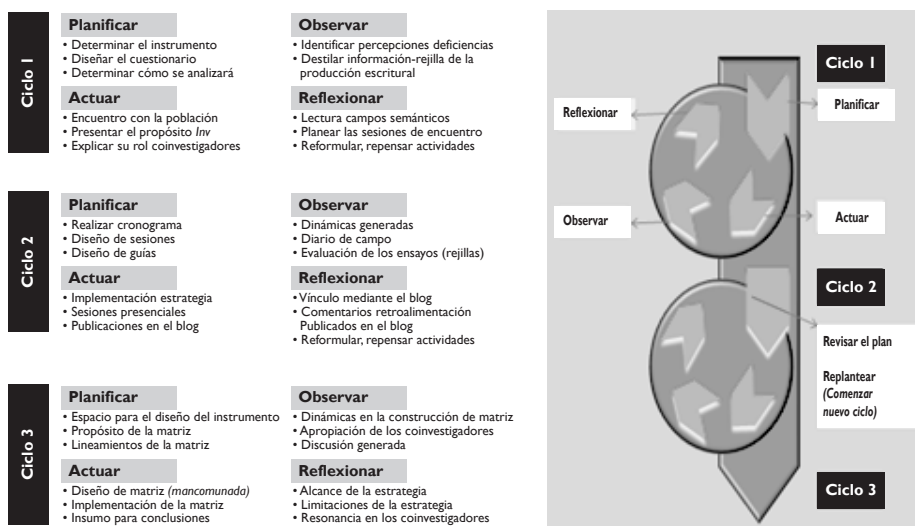 Ciclo 1
Planificar
• Determinar el instrumento
• Diseñar el cuestionario
• Determinar cómo se analizará
Observar
• Identificar percepciones deficiencias
• Destilar información-rejilla de la
producción escritural
Actuar
• Encuentro con la población
• Presentar el propósito Inv
• Explicar su rol coinvestigadores
Reflexionar
• Lectura campos semánticos
• Planear las sesiones de encuentro
• Reformular, repensar actividades
Ciclo 2
Planificar
• Realizar cronograma
• Diseño de sesiones
• Diseño de guías
Observar
• Dinámicas generadas
• Diario de campo
• Evaluación de los ensayos (rejillas)
Actuar
• Implementación estrategia
• Sesiones presenciales
• Publicaciones en el blog
Reflexionar
• Vínculo mediante el blog
• Comentarios retroalimentación
Publicados en el blog
• Reformular, repensar actividades
Ciclo 3
Planificar
• Espacio para el diseño del instrumento
• Propósito de la matriz
• Lineamientos de la matriz
Observar
• Dinámicas en la construcción de matriz
• Apropiación de los coinvestigadores
• Discusión generada
Actuar
• Diseño de matriz (mancomunada)
• Implementación de la matriz
• Insumo para conclusiones
Reflexionar
• Alcance de la estrategia
• Limitaciones de la estrategia
• Resonancia en los coinvestigadores
Ciclo 1
Reflexionar
Planificar
Observar
Actuar
Ciclo 2
Revisar el plan
Replantear
(Comenzar
nuevo ciclo)
Ciclo 3